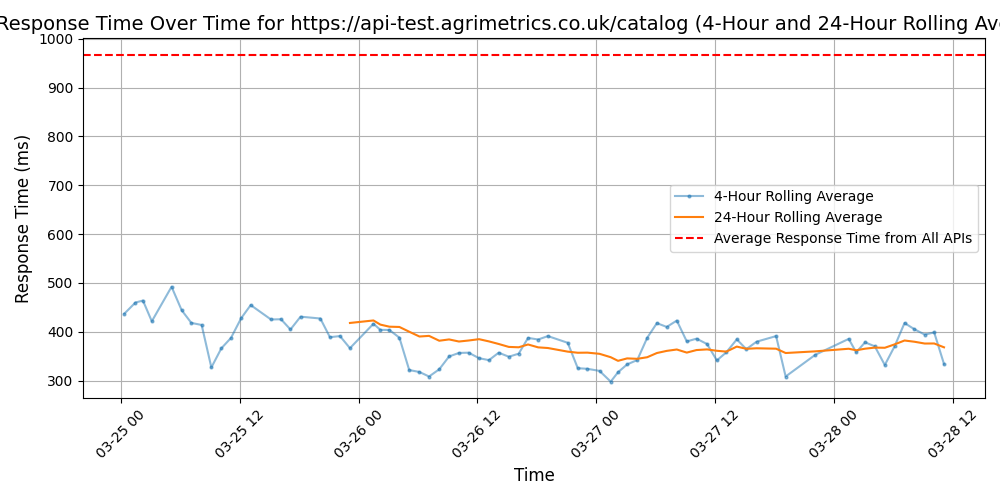 Response Time Over Time for https://api-test.agrimetrics.co.uk/catalog (4-Hour and 24-Hour Rolling
1000
900
800
700
600
500
400
300
Response Time (ms)
4-Hour Rolling Average
24-Hour Rolling Average
Average Response Time from All APIs
03-25 00
03-25 12
03-26 00
03-26 12
03-27 00
03-27 12
03-28 00
03-28 12
Time